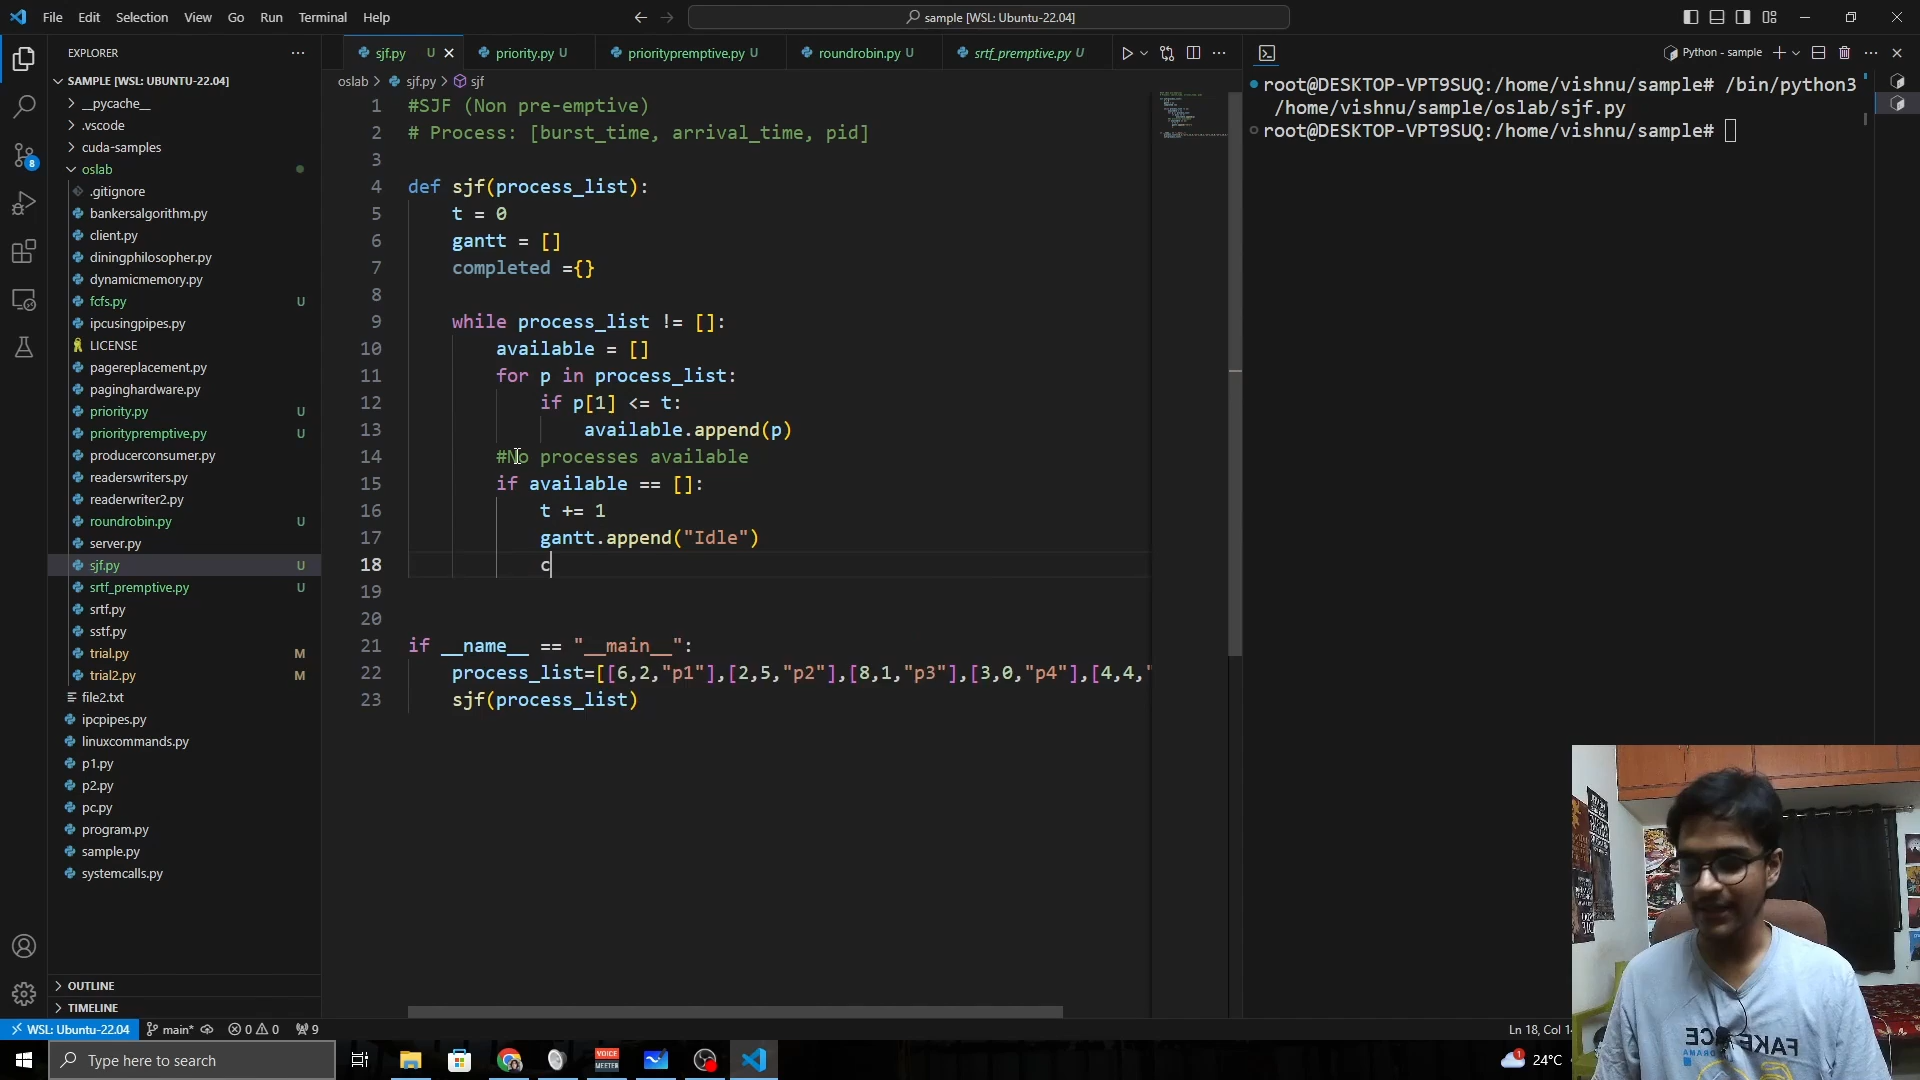 File Edit Selection View Go Run Terminal Help
sample [WSL: Ubuntu-22.04]
EXPLORER
SAMPLE [WSL: UBUNTU-22.04]
__pycache__
.vscode
cuda-samples
oslab
.gitignore
bankersalgorithm.py
client.py
diningphilosopher.py
dynamicmemory.py
fcfs.py U
ipcusingpipes.py
LICENSE
pagereplacement.py
paginghardware.py
priority.py U
prioritypremptive.py U
producerconsumer.py
readerswriters.py
readerwriter2.py
roundrobin.py U
server.py
sjf.py U
srtf_premptive.py U
srtf.py
sstf.py
trial.py M
trial2.py M
file2.txt
ipcpipes.py
linuxcommands.py
p1.py
p2.py
pc.py
program.py
sample.py
systemcalls.py
OUTLINE
TIMELINE
8
sjf.py U priority.py U prioritypremptive.py U roundrobin.py U srtf_premptive.py U
oslab > sjf.py > sjf
1 #SJF (Non pre-emptive)
2 # Process: [burst_time, arrival_time, pid]
3
4 def sjf(process_list):
5 t = 0
6 gantt = []
7 completed ={}
8
9 while process_list != []:
10 available = []
11 for p in process_list:
12 if p[1] <= t:
13 available.append(p)
14 #No processes available
15 if available == []:
16 t += 1
17 gantt.append("Idle")
18 c
19
20
21 if __name__ == "__main__":
22 process_list=[[6,2,"p1"],[2,5,"p2"],[8,1,"p3"],[3,0,"p4"],[4,4,"
23 sjf(process_list)
Python - sample
root@DESKTOP-VPT9SUQ:/home/vishnu/sample# /bin/python3
/home/vishnu/sample/oslab/sjf.py
root@DESKTOP-VPT9SUQ:/home/vishnu/sample#
WSL: Ubuntu-22.04 main* 0 0 9
Ln 18, Col 1
Type here to search
VOICE
MEETER
1
24°C
FAKE